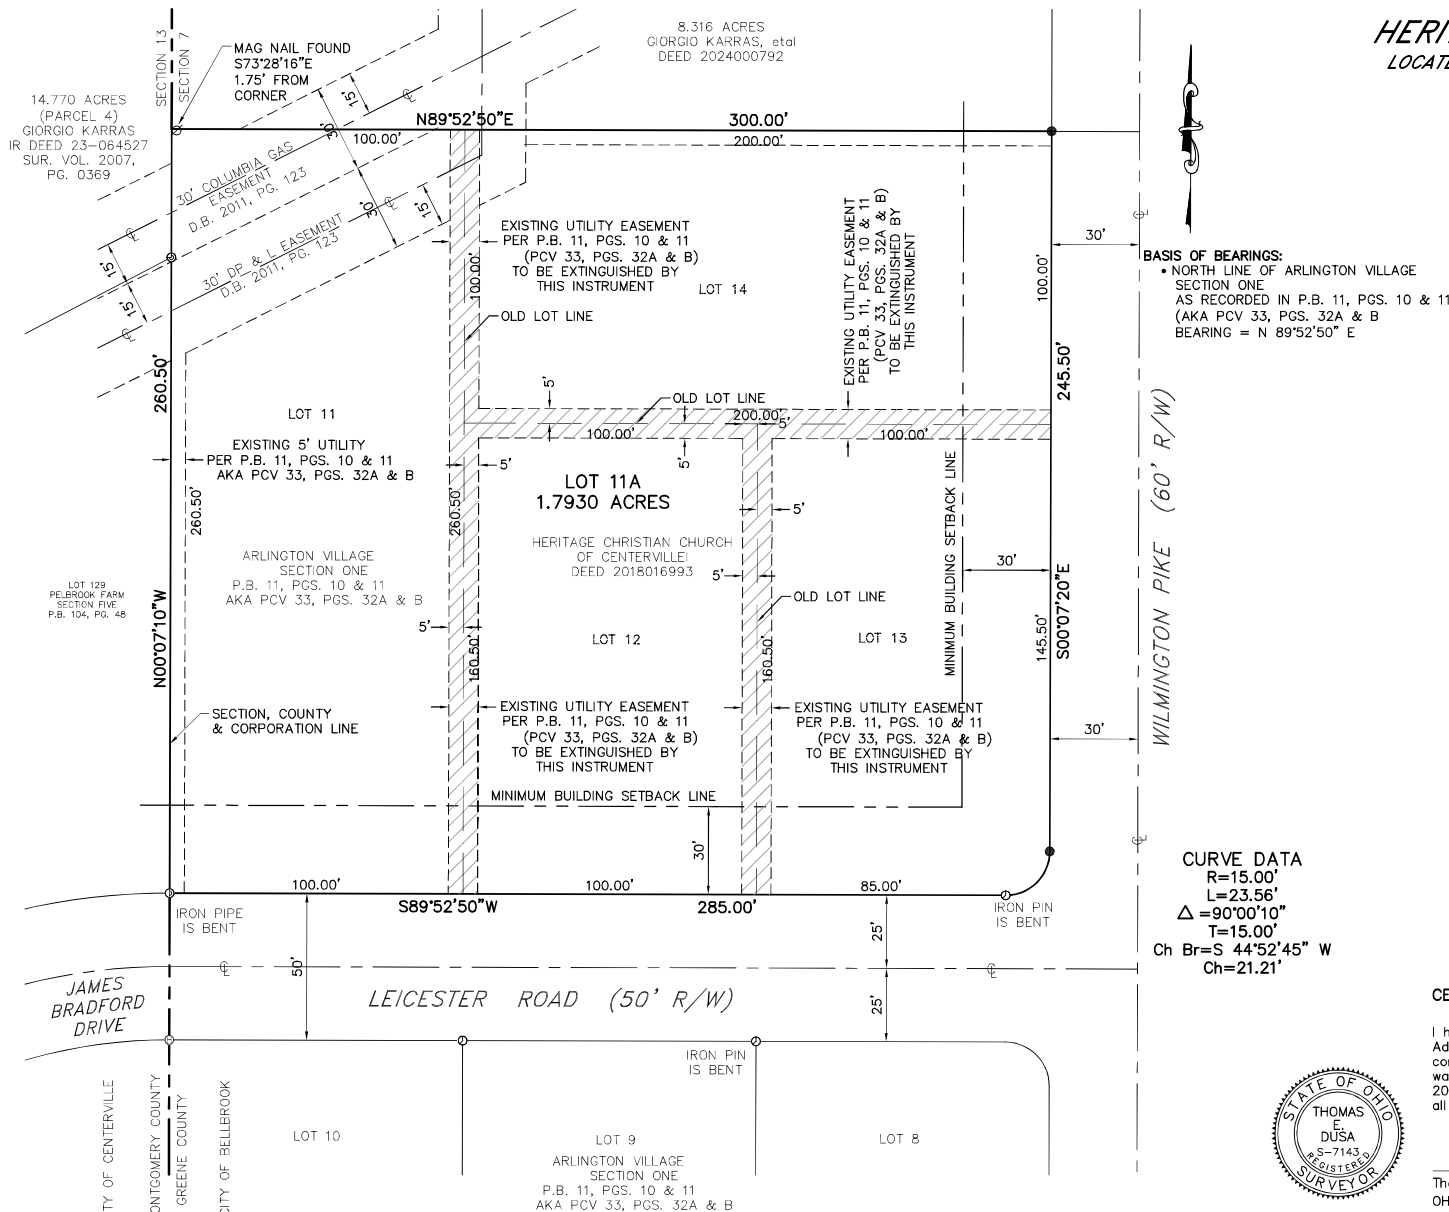 HERI
LOCATE
SECTION 13
SECTION 7
MAG NAIL FOUND
S73°28'16"E
1.75' FROM
CORNER
8.316 ACRES
GIORGIO KARRAS, etal
DEED 2024000792
14.770 ACRES
(PARCEL 4)
GIORGIO KARRAS
IR DEED 23-064527
SUR. VOL. 2007,
PG. 0369
N89°52'50"E
300.00'
100.00'
200.00'
15'
30'
30' COLUMBIA GAS
EASEMENT
D.B. 2011, PG. 123
30'
15'
15'
30' DP & L EASEMENT
D.B. 2011, PG. 123
15'
EXISTING UTILITY EASEMENT
PER P.B. 11, PGS. 10 & 11
(PCV 33, PGS. 32A & B)
TO BE EXTINGUISHED BY
THIS INSTRUMENT
100.00'
LOT 14
OLD LOT LINE
EXISTING UTILITY EASEMENT
PER P.B. 11, PGS. 10 & 11
(PCV 33, PGS. 32A & B)
TO BE EXTINGUISHED BY
THIS INSTRUMENT
100.00'
30'
BASIS OF BEARINGS:
• NORTH LINE OF ARLINGTON VILLAGE
SECTION ONE
AS RECORDED IN P.B. 11, PGS. 10 & 11
(AKA PCV 33, PGS. 32A & B
BEARING = N 89°52'50" E
260.50'
245.50'
5'
OLD LOT LINE
200.00'
5'
100.00'
100.00'
5'
LOT 11
EXISTING 5' UTILITY
PER P.B. 11, PGS. 10 & 11
AKA PCV 33, PGS. 32A & B
5'
260.50'
260.50'
LOT 11A
1.7930 ACRES
5'
HERITAGE CHRISTIAN CHURCH
OF CENTERVILLEI
DEED 2018016993
5'
ARLINGTON VILLAGE
SECTION ONE
P.B. 11, PGS. 10 & 11
AKA PCV 33, PGS. 32A & B
LOT 129
PELBROOK FARM
SECTION FIVE
P.B. 104, PG. 48
N00°07'10"W
MINIMUM BUILDING SETBACK LINE
30'
S00°07'20"E
145.50'
WILMINGTON PIKE (60' R/W)
OLD LOT LINE
5'
LOT 12
LOT 13
160.50'
160.50'
SECTION, COUNTY
& CORPORATION LINE
EXISTING UTILITY EASEMENT
PER P.B. 11, PGS. 10 & 11
(PCV 33, PGS. 32A & B)
TO BE EXTINGUISHED BY
THIS INSTRUMENT
EXISTING UTILITY EASEMENT
PER P.B. 11, PGS. 10 & 11
(PCV 33, PGS. 32A & B)
TO BE EXTINGUISHED BY
THIS INSTRUMENT
30'
MINIMUM BUILDING SETBACK LINE
30'
100.00'
100.00'
85.00'
S89°52'50"W
285.00'
IRON PIPE
IS BENT
IRON PIN
IS BENT
CURVE DATA
R=15.00'
L=23.56'
Δ =90°00'10"
T=15.00'
Ch Br=S 44°52'45" W
Ch=21.21'
50'
25'
25'
JAMES
BRADFORD
DRIVE
LEICESTER ROAD (50' R/W)
IRON PIN
IS BENT
TY OF CENTERVILLE
ONTGOMERY COUNTY
GREENE COUNTY
CITY OF BELLBROOK
LOT 10
LOT 9
LOT 8
ARLINGTON VILLAGE
SECTION ONE
P.B. 11, PGS. 10 & 11
AKA PCV 33, PGS. 32A & B
STATE OF OHIO
THOMAS
E.
DUSA
S-7143
REGISTERED
SURVEYOR
CE
I h
Ad
cor
wa
20
all
Tho
OH